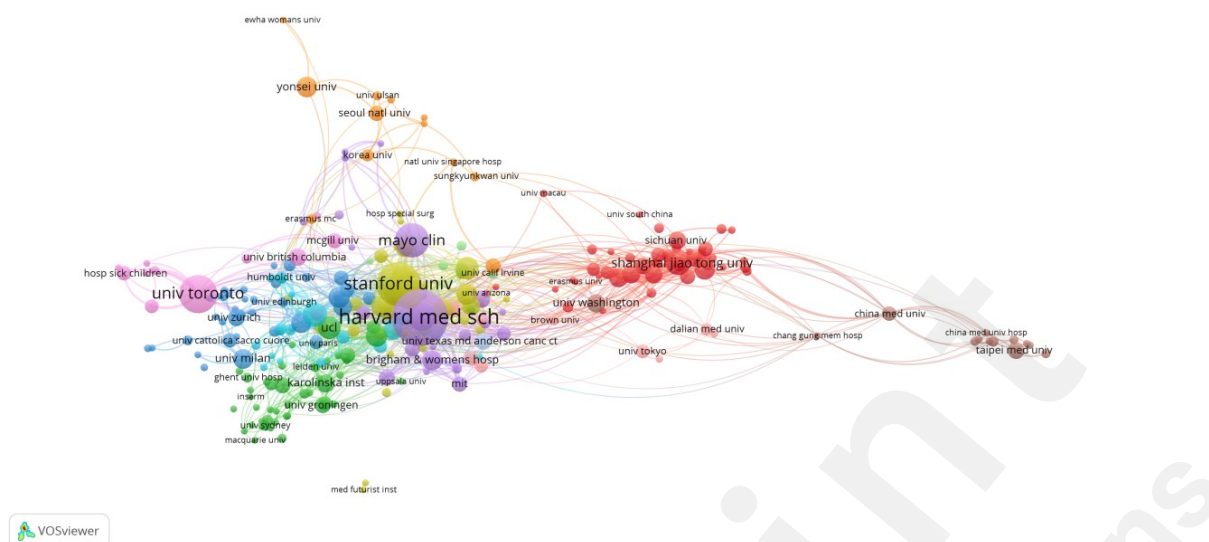 ewha womans univ
yonsei univ
univ ulsan
seoul natl univ
korea univ
natl univ singapore hosp
sungkyunkwan univ
univ macau
hosp special surg
univ south china
erasmus mc
mcgill univ
mayo clin
sichuan univ
univ british columbia
shanghai jiao tong univ
hosp sick children
humboldt univ
stanford univ
univ calif irvine
erasmus univ
univ toronto
univ edinburgh
univ arizona
univ washington
univ zurich
ucl
harvard med sch
brown univ
china med univ
dalian med univ
chang gung mem hosp
china med univ hosp
taipei med univ
univ cattolica sacro cuore
univ paris
univ texas md anderson canc ct
univ tokyo
univ milan
leiden univ
brigham & womens hosp
ghent univ hosp
karolinska inst
uppsala univ
mit
inserm
univ groningen
univ sydney
macquarie univ
med futurist inst
VOSviewer
int
ns